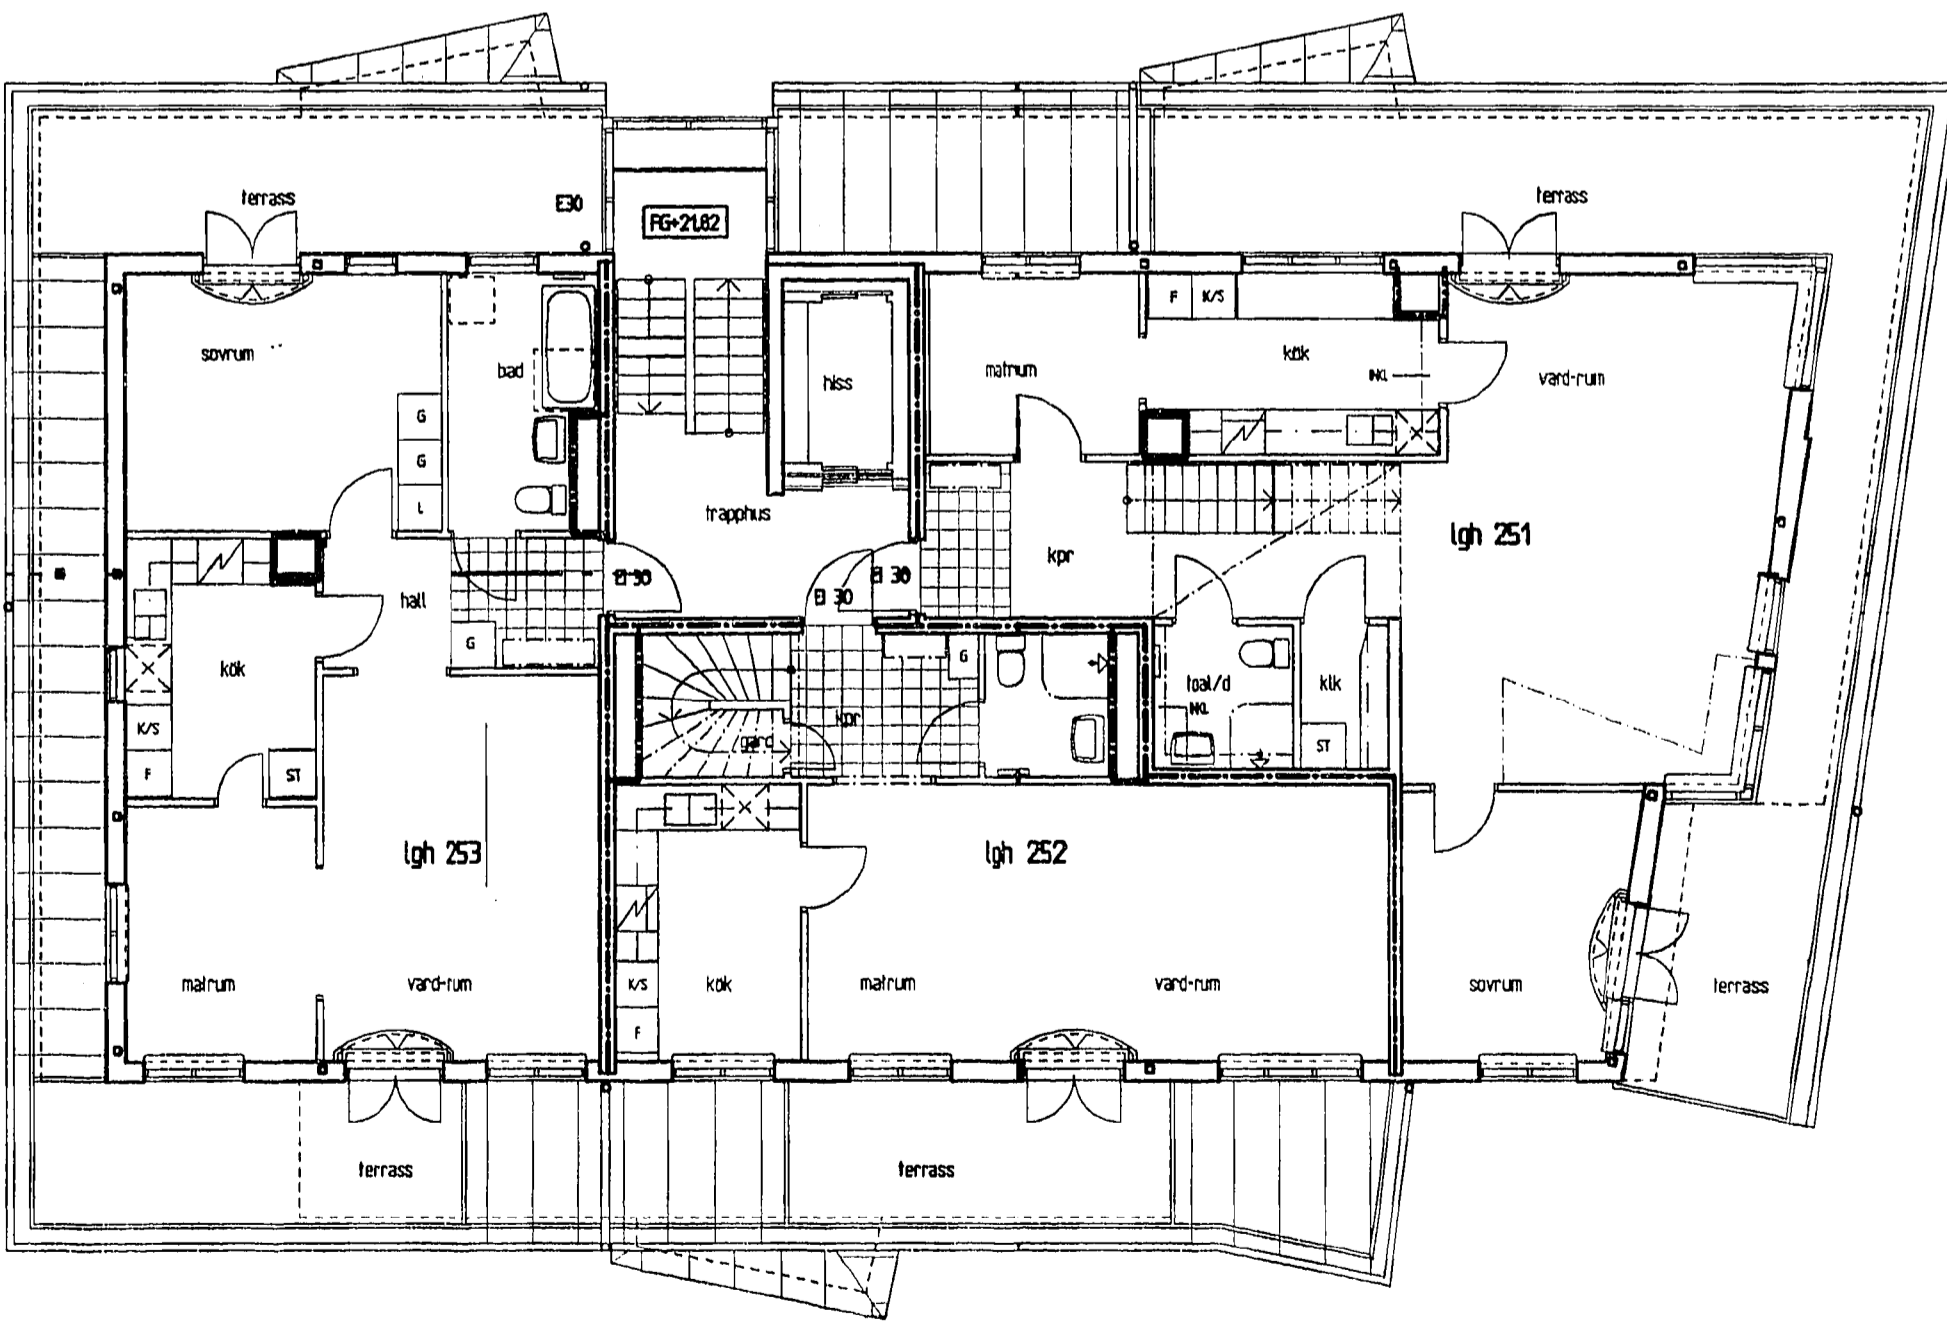 terrass
E30
FG+21.82
terrass
F
K/S
sovrum
bad
hiss
matrum
kök
INKL
vard-rum
G
G
L
trapphus
lgh 251
kpr
EI 30
EI 30
EI 30
hall
G
G
kök
toal/d
INKL
klk
kpr
gard
K/S
F
ST
ST
lgh 253
lgh 252
matrum
vard-rum
K/S
kök
matrum
vard-rum
sovrum
terrass
F
terrass
terrass